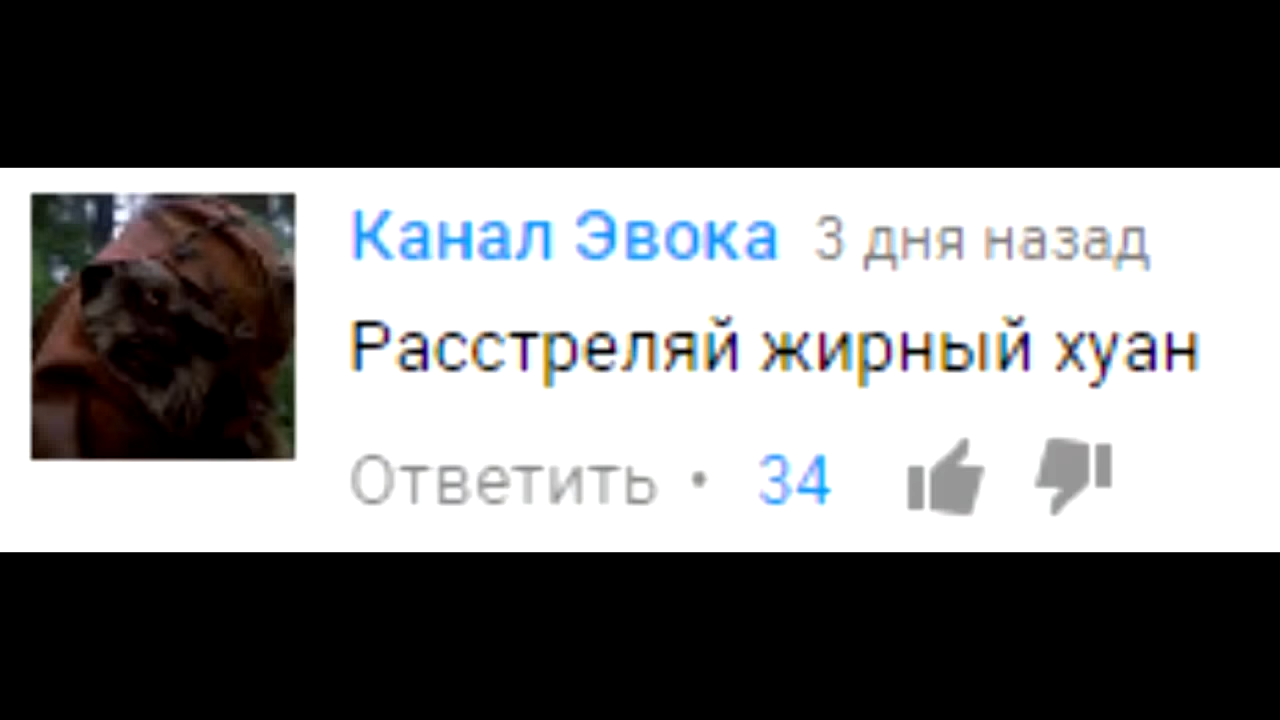 Канал Эвока 3 дня назад
Расстреляй жирный хуан
Ответить • 34